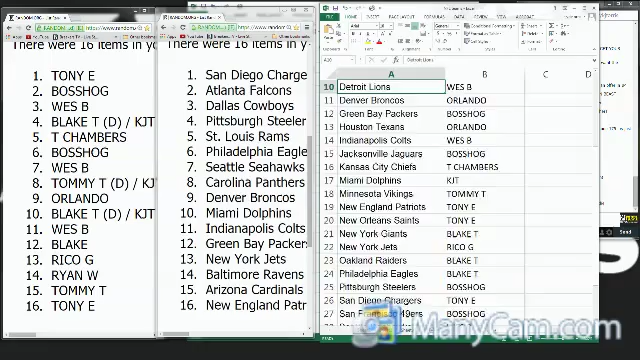 There were 16 items in yo
1. TONY E
2. BOSSHOG
3. WES B
4. BLAKE T (D) / KJT
5. T CHAMBERS
6. BOSSHOG
7. WES B
8. TOMMY T (D) / KJT
9. ORLANDO
10. BLAKE T (D) / KJT
11. WES B
12. BLAKE
13. RICO G
14. RYAN W
15. TOMMY T
16. TONY E
There were 16 items in y
1. San Diego Charge
2. Atlanta Falcons
3. Dallas Cowboys
4. Pittsburgh Steeler
5. St. Louis Rams
6. Philadelphia Eagle
7. Seattle Seahawks
8. Carolina Panthers
9. Denver Broncos
10. Miami Dolphins
11. Indianapolis Colts
12. Green Bay Packers
13. New York Jets
14. Baltimore Ravens
15. Arizona Cardinals
16. New England Patr
A10 Detroit Lions
A B C D
10 Detroit Lions WES B
11 Denver Broncos ORLANDO
12 Green Bay Packers BOSSHOG
13 Houston Texans ORLANDO
14 Indianapolis Colts WES B
15 Jacksonville Jaguars BOSSHOG
16 Kansas City Chiefs T CHAMBERS
17 Miami Dolphins KJT
18 Minnesota Vikings TOMMY T
19 New England Patriots TONY E
20 New Orleans Saints TONY E
21 New York Giants BLAKE T
22 New York Jets RICO G
23 Oakland Raiders BLAKE T
24 Philadelphia Eagles BLAKE T
25 Pittsburgh Steelers BOSSHOG
26 San Diego Chargers TONY E
27 San Francisco 49ers BOSSHOG
Send
ManyCam.com